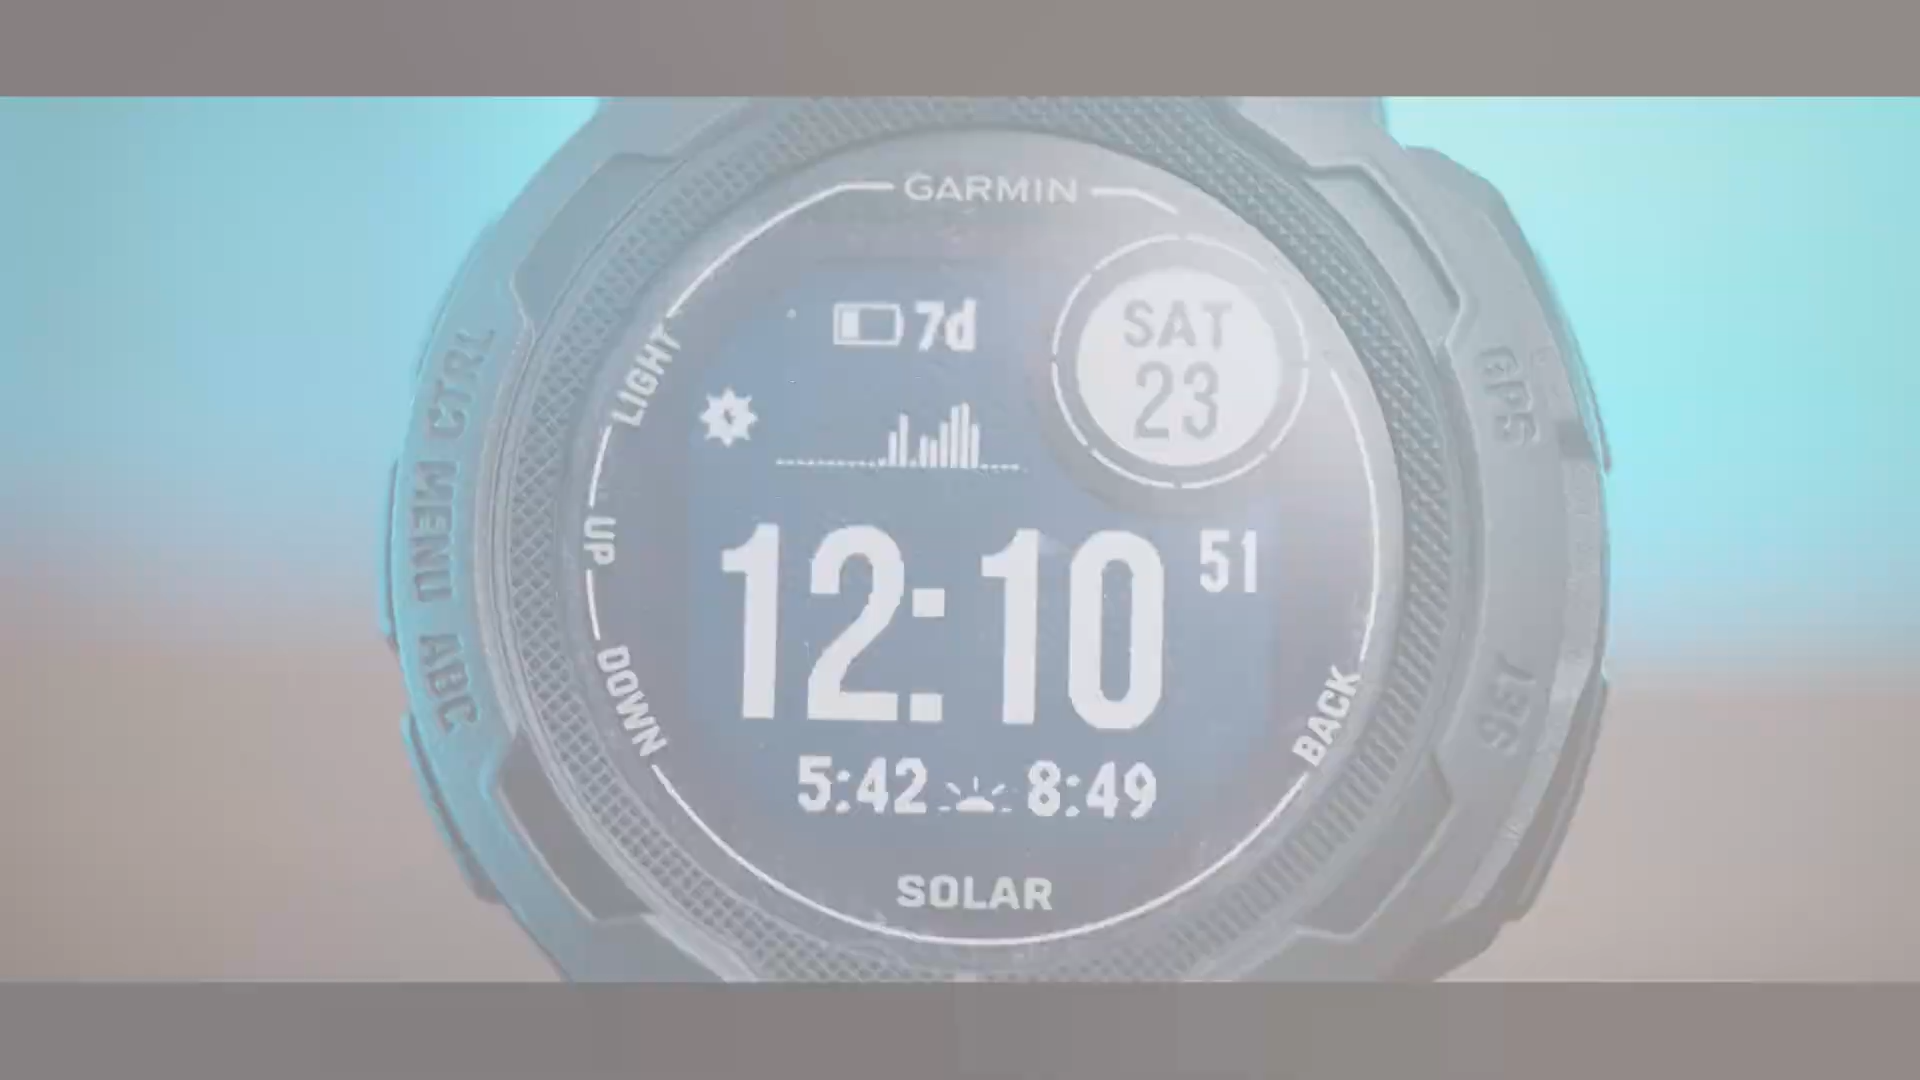 GARMIN
7d
SAT
23
LIGHT
CTRL
GPS
MENU
UP
12:10
51
ABC
DOWN
BACK
SET
5:42
8:49
SOLAR